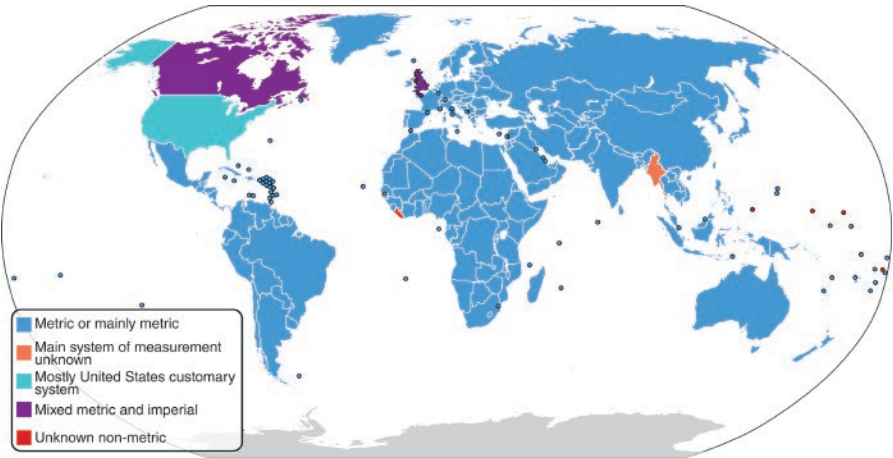 Metric or mainly metric
Main system of measurement
unknown
Mostly United States customary
system
Mixed metric and imperial
Unknown non-metric